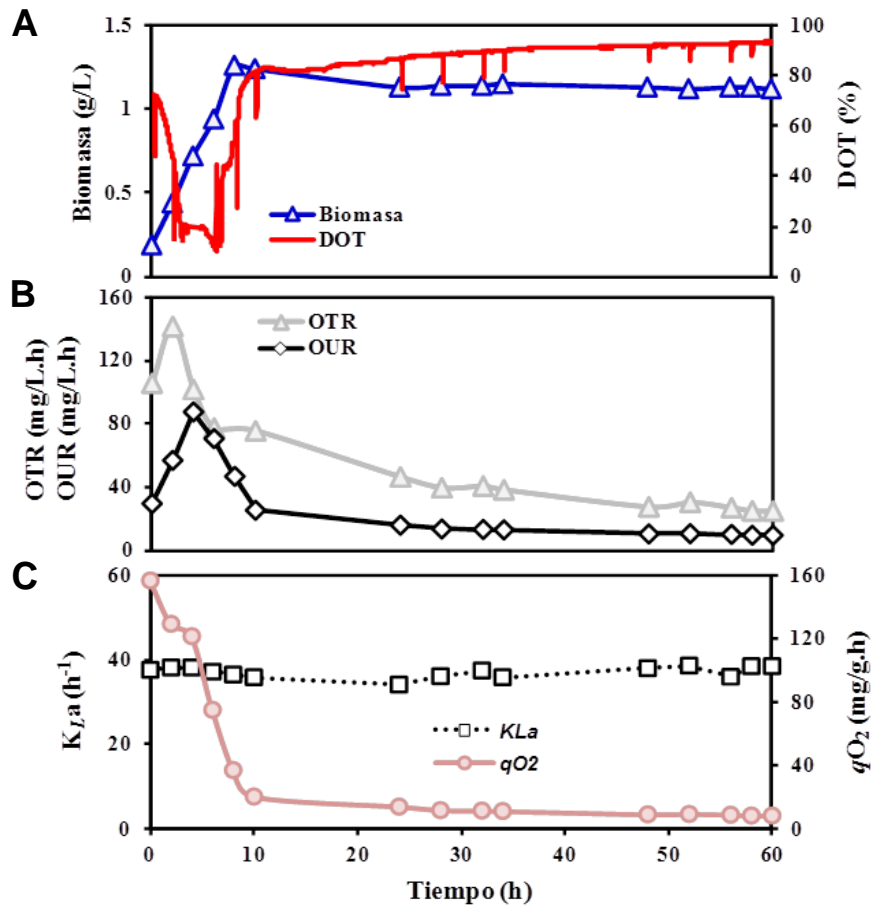 A
Biomasa (g/L)
1.5
1
0.5
0
Biomasa
DOT
100
80
60
40
20
0
DOT (%)
B
OTR (mg/L.h)
OUR (mg/L.h)
160
120
80
40
0
OTR
OUR
C
KLa (h-1)
60
40
20
0
KLa
qO2
160
120
80
40
0
qO2 (mg/g.h)
0 10 20 30 40 50 60
Tiempo (h)